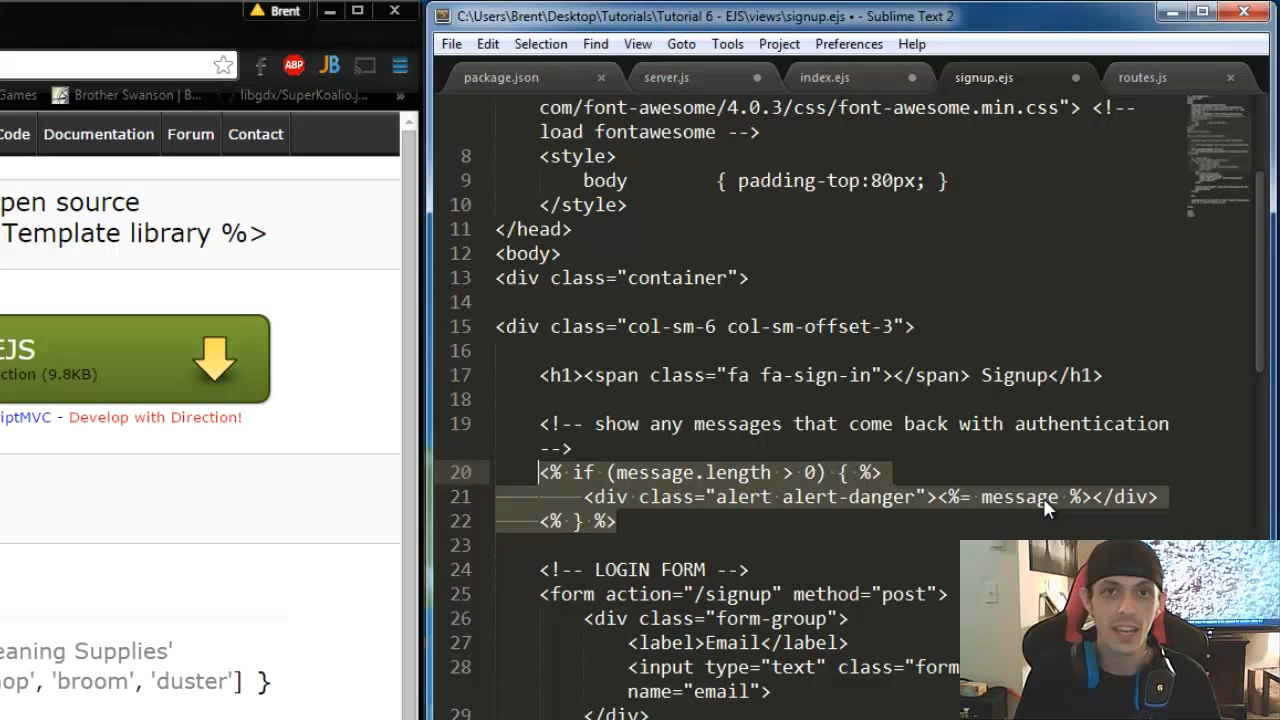 Brent
ABP
JB
Games
Brother Swanson | B...
libgdx/SuperKoalio.j...
»
Code
Documentation
Forum
Contact
pen source
Template library %>
EJS
ction (9.8KB)
iptMVC - Develop with Direction!
eaning Supplies'
op', 'broom', 'duster'] }
C:\Users\Brent\Desktop\Tutorials\Tutorial 6 - EJS\views\signup.ejs • - Sublime Text 2
File Edit Selection Find View Goto Tools Project Preferences Help
package.json
server.js
index.ejs
signup.ejs
routes.js
com/font-awesome/4.0.3/css/font-awesome.min.css"> <!--
load fontawesome -->
8 <style>
9 body { padding-top:80px; }
10 </style>
11 </head>
12 <body>
13 <div class="container">
14
15 <div class="col-sm-6 col-sm-offset-3">
16
17 <h1><span class="fa fa-sign-in"></span> Signup</h1>
18
19 <!-- show any messages that come back with authentication
-->
20 <% if (message.length > 0) { %>
21 <div class="alert alert-danger"><%= message %></div>
22 <% } %>
23
24 <!-- LOGIN FORM -->
25 <form action="/signup" method="post">
26 <div class="form-group">
27 <label>Email</label>
28 <input type="text" class="form
name="email">
29 </div>